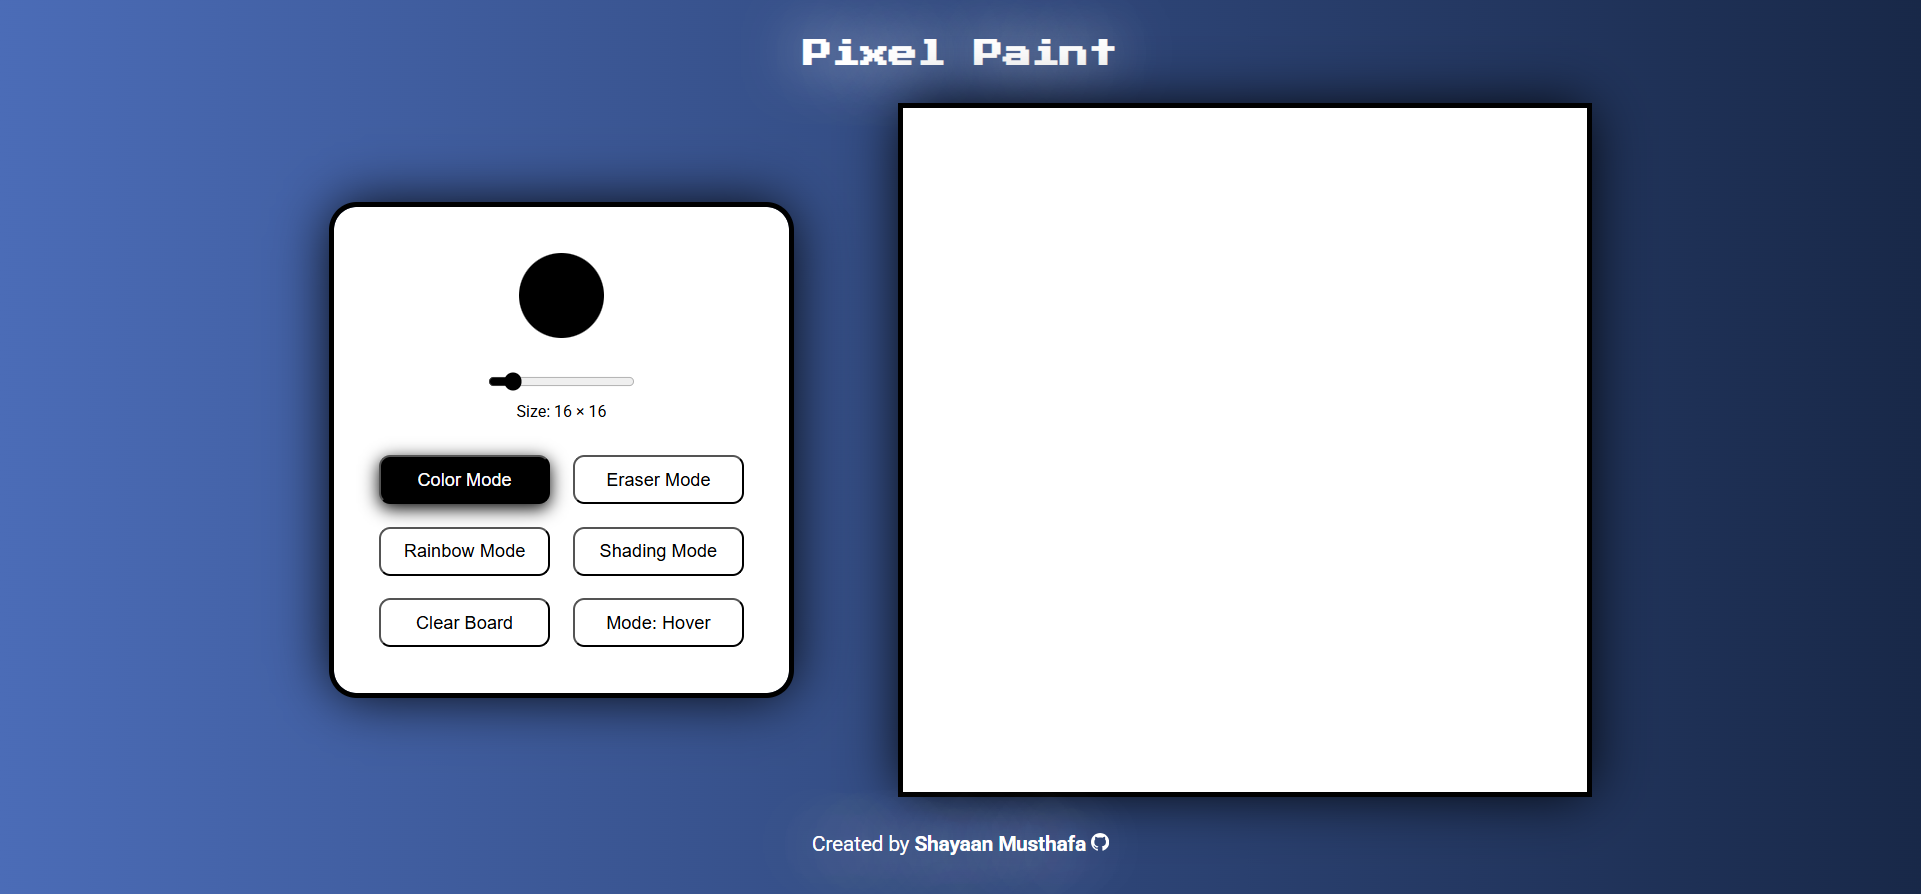 Pixel Paint
Size: 16 × 16
Color Mode
Eraser Mode
Rainbow Mode
Shading Mode
Clear Board
Mode: Hover
Created by Shayaan Musthafa